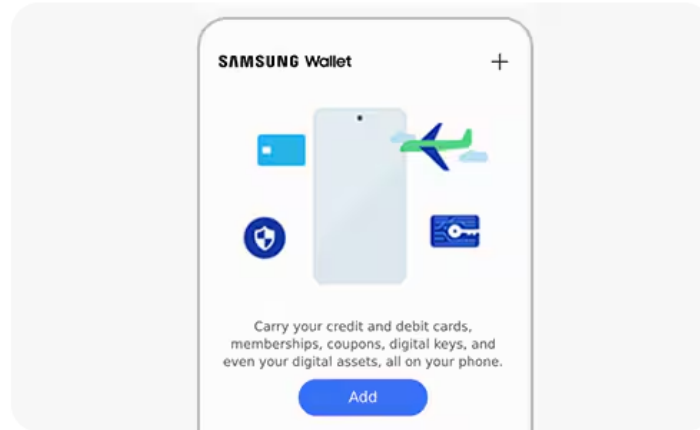 SAMSUNG Wallet
Carry your credit and debit cards,
memberships, coupons, digital keys, and
even your digital assets, all on your phone.
Add